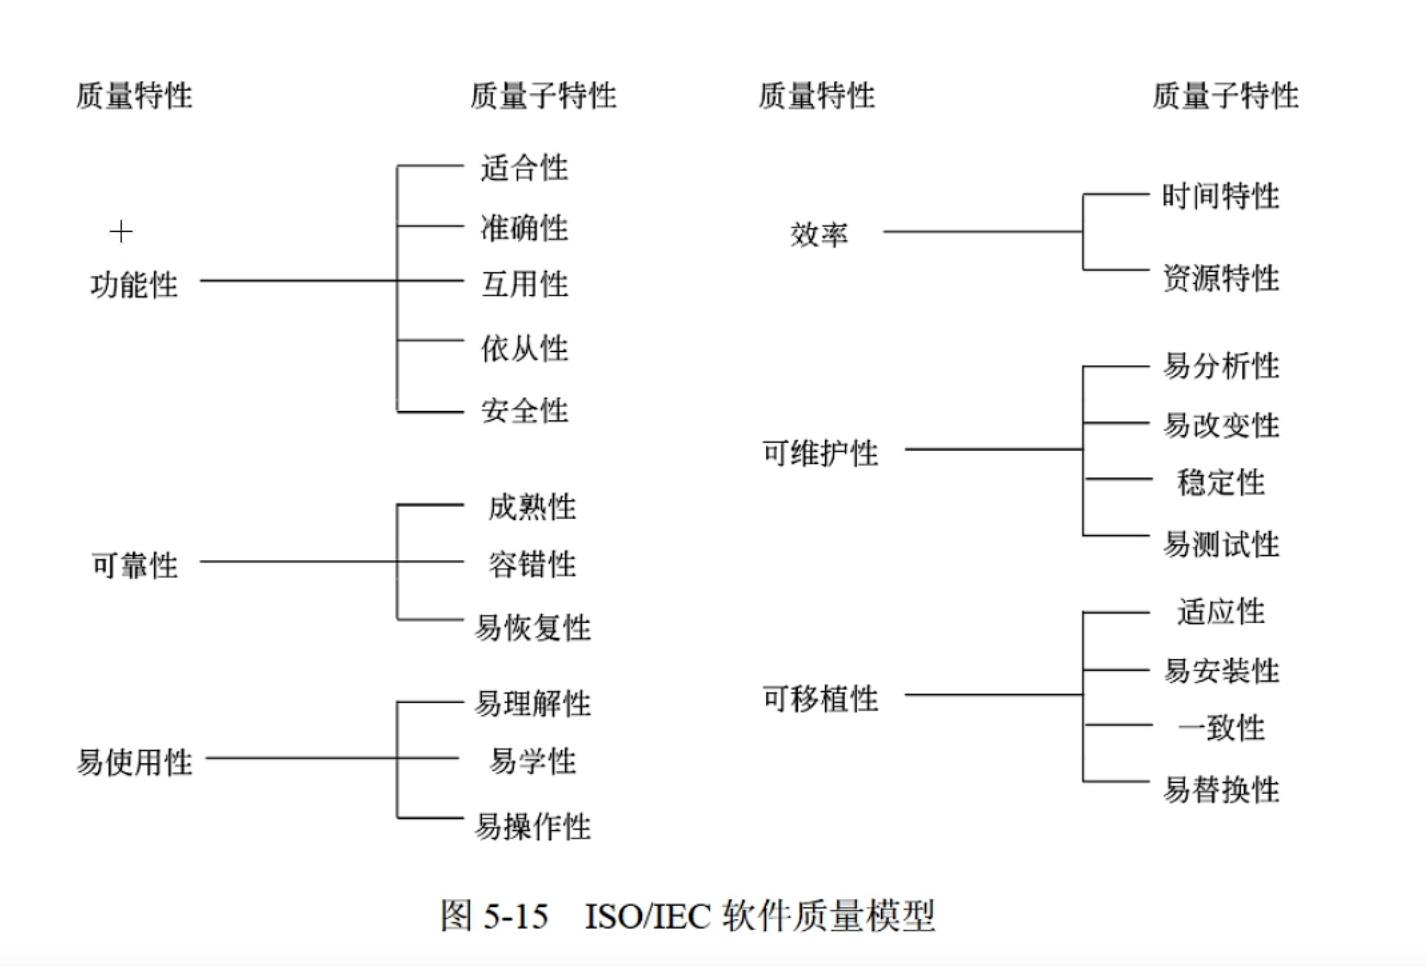 质量特性 质量子特性 质量特性 质量子特性
功能性
适合性
准确性
互用性
依从性
安全性
可靠性
成熟性
容错性
易恢复性
易使用性
易理解性
易学性
易操作性
效率
时间特性
资源特性
可维护性
易分析性
易改变性
稳定性
易测试性
可移植性
适应性
易安装性
一致性
易替换性
图 5-15 ISO/IEC 软件质量模型